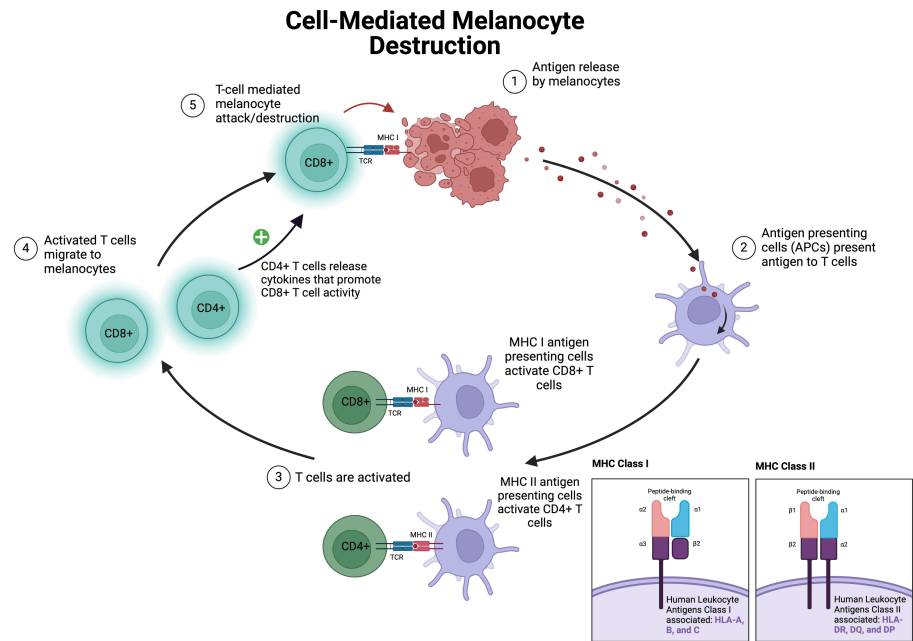 Cell-Mediated Melanocyte
Destruction
1
Antigen release
by melanocytes
5
T-cell mediated
melanocyte
attack/destruction
MHC I
TCR
CD8+
2
Antigen presenting
cells (APCs) present
antigen to T cells
4
Activated T cells
migrate to
melanocytes
CD4+ T cells release
cytokines that promote
CD8+ T cell activity
CD4+
CD8+
MHC I antigen
presenting cells
activate CD8+ T
cells
CD8+
MHC I
TCR
3
T cells are activated
MHC II antigen
presenting cells
activate CD4+ T
cells
CD4+
MHC II
TCR
MHC Class I
Peptide-binding
cleft
α2
α1
α3
β2
Human Leukocyte
Antigens Class I
associated: HLA-A,
B, and C
MHC Class II
Peptide-binding
cleft
β1
α1
β2
α2
Human Leukocyte
Antigens Class II
associated: HLA-
DR, DQ, and DP